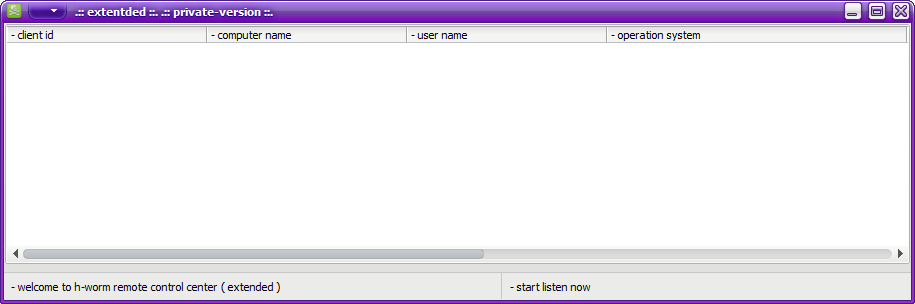 .:: extentded ::. .:: private-version ::.
- client id - computer name - user name - operation system
- welcome to h-worm remote control center ( extended ) - start listen now